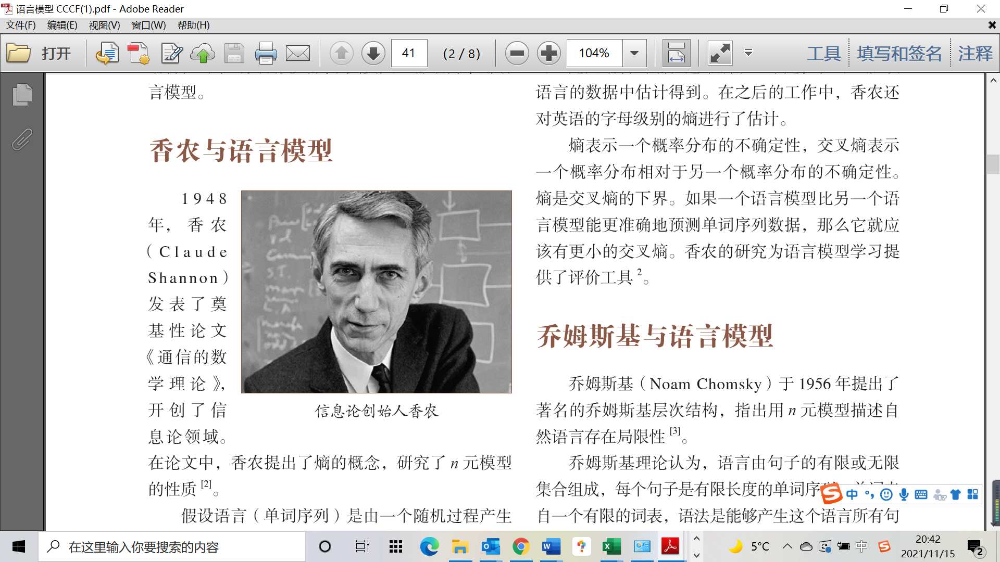 语言模型 CCCF(1).pdf - Adobe Reader
文件(F) 编辑(E) 视图(V) 窗口(W) 帮助(H)
打开 41 (2 / 8) 104% 工具 填写和签名 注释
言模型。
香农与语言模型
1948
年，香农
（Claude
Shannon）
发表了奠
基性论文
《通信的数
学理论》，
开创了信
息论领域。
信息论创始人香农
在论文中，香农提出了熵的概念，研究了 n 元模型
的性质 [2]。
假设语言（单词序列）是由一个随机过程产生
语言的数据中估计得到。在之后的工作中，香农还
对英语的字母级别的熵进行了估计。
熵表示一个概率分布的不确定性，交叉熵表示
一个概率分布相对于另一个概率分布的不确定性。
熵是交叉熵的下界。如果一个语言模型比另一个语
言模型能更准确地预测单词序列数据，那么它就应
该有更小的交叉熵。香农的研究为语言模型学习提
供了评价工具 2。
乔姆斯基与语言模型
乔姆斯基（Noam Chomsky）于 1956 年提出了
著名的乔姆斯基层次结构，指出用 n 元模型描述自
然语言存在局限性 [3]。
乔姆斯基理论认为，语言由句子的有限或无限
集合组成，每个句子是有限长度的单词序
自一个有限的词表，语法是能够产生这个语言所有句
中
在这里输入你要搜索的内容
5°C 中 20:42
2021/11/15 2